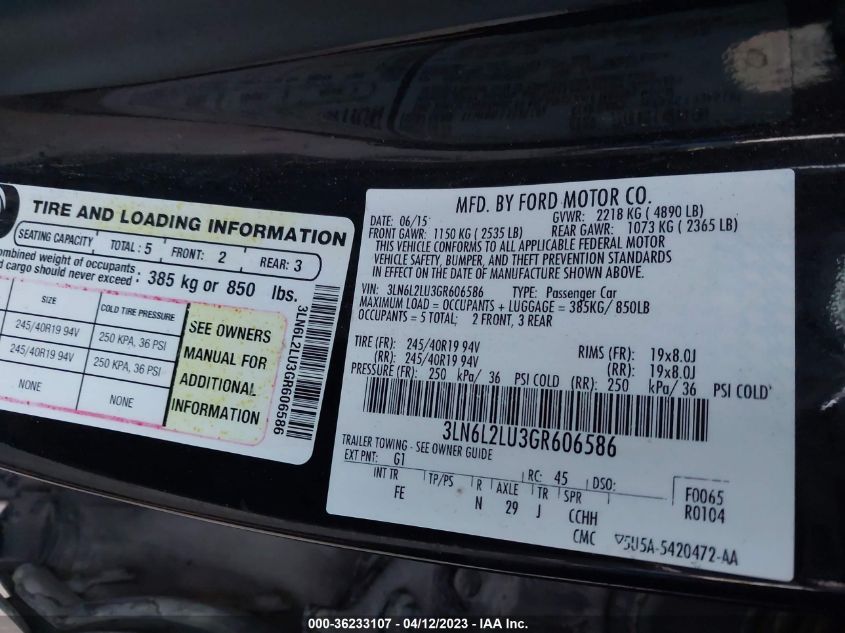 TIRE AND LOADING INFORMATION
SEATING CAPACITY TOTAL : 5 FRONT: 2 REAR: 3
combined weight of occupants
cargo should never exceed : 385 kg or 850 lbs.
SIZE COLD TIRE PRESSURE
245/40R19 94V 250 KPA, 36 PSI
245/40R19 94V 250 KPA, 36 PSI
NONE NONE
SEE OWNERS
MANUAL FOR
ADDITIONAL
INFORMATION
3LN6L2LU3GR606586
MFD. BY FORD MOTOR CO.
DATE: 06/15 GVWR: 2218 KG ( 4890 LB)
FRONT GAWR: 1150 KG ( 2535 LB) REAR GAWR: 1073 KG ( 2365 LB)
THIS VEHICLE CONFORMS TO ALL APPLICABLE FEDERAL MOTOR
VEHICLE SAFETY, BUMPER, AND THEFT PREVENTION STANDARDS
IN EFFECT ON THE DATE OF MANUFACTURE SHOWN ABOVE.
VIN: 3LN6L2LU3GR606586 TYPE: Passenger Car
MAXIMUM LOAD = OCCUPANTS + LUGGAGE = 385KG/ 850LB
OCCUPANTS = 5 TOTAL; 2 FRONT, 3 REAR
TIRE (FR): 245/40R19 94V RIMS (FR): 19x8.0J
(RR): 245/40R19 94V (RR): 19x8.0J
PRESSURE(FR): 250 kPa/ 36 PSI COLD (RR): 250 kPa/ 36 PSI COLD
3LN6L2LU3GR606586
TRAILER TOWING - SEE OWNER GUIDE
EXT PNT: G1 RC: 45 DSO:
INT TR TP/PS R AXLE TR SPR F0065
FE N 29 J CCHH R0104
CMC 5U5A-5420472-AA
000-36233107 - 04/12/2023 - IAA Inc.